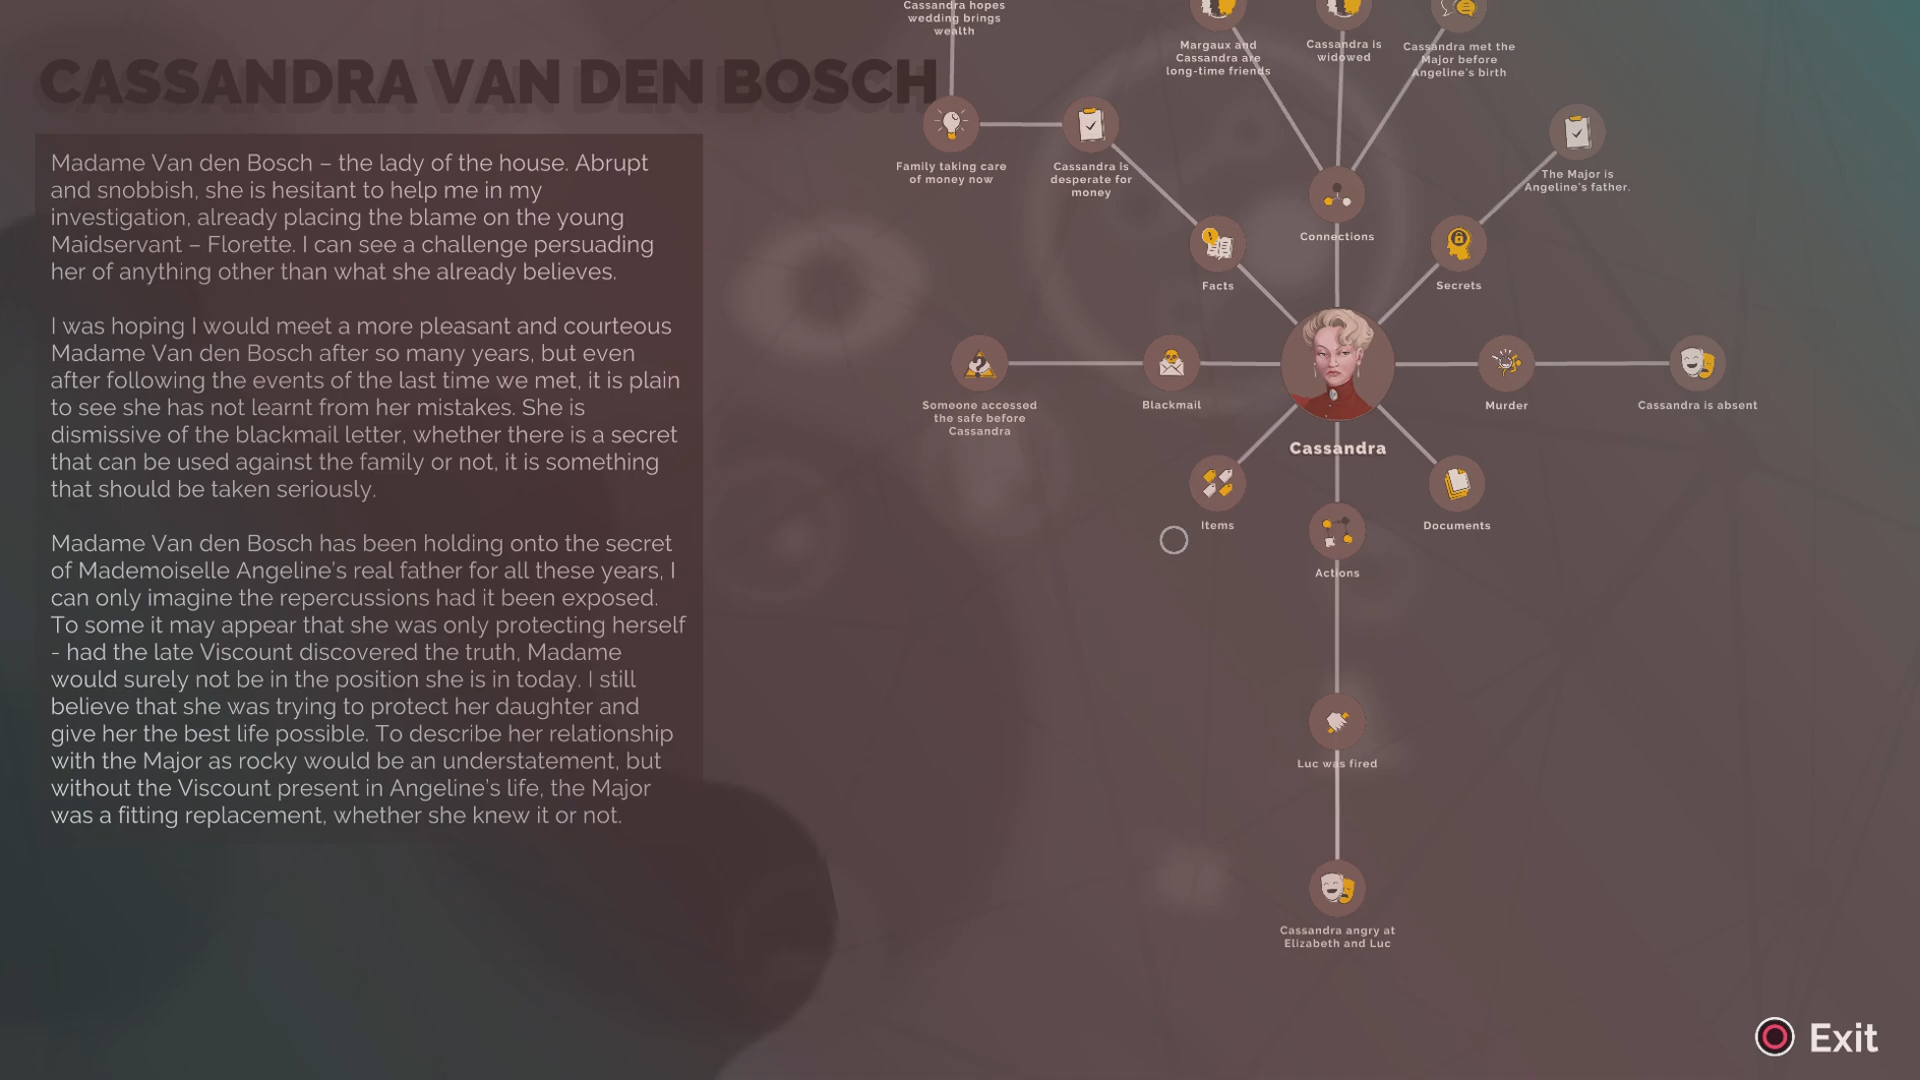 CASSANDRA VAN DEN BOSCH
Madame Van den Bosch – the lady of the house. Abrupt
and snobbish, she is hesitant to help me in my
investigation, already placing the blame on the young
Maidservant – Florette. I can see a challenge persuading
her of anything other than what she already believes.
I was hoping I would meet a more pleasant and courteous
Madame Van den Bosch after so many years, but even
after following the events of the last time we met, it is plain
to see she has not learnt from her mistakes. She is
dismissive of the blackmail letter, whether there is a secret
that can be used against the family or not, it is something
that should be taken seriously.
Madame Van den Bosch has been holding onto the secret
of Mademoiselle Angeline's real father for all these years, I
can only imagine the repercussions had it been exposed.
To some it may appear that she was only protecting herself
- had the late Viscount discovered the truth, Madame
would surely not be in the position she is in today. I still
believe that she was trying to protect her daughter and
give her the best life possible. To describe her relationship
with the Major as rocky would be an understatement, but
without the Viscount present in Angeline's life, the Major
was a fitting replacement, whether she knew it or not.
Cassandra hopes
wedding brings
wealth
Margaux and
Cassandra are
long-time friends
Cassandra is
widowed
Cassandra met the
Major before
Angeline's birth
Family taking care
of money now
Cassandra is
desperate for
money
The Major is
Angeline's father.
Connections
Facts
Secrets
Someone accessed
the safe before
Cassandra
Blackmail
Murder
Cassandra is absent
Cassandra
Items
Documents
Actions
Luc was fired
Cassandra angry at
Elizabeth and Luc
Exit